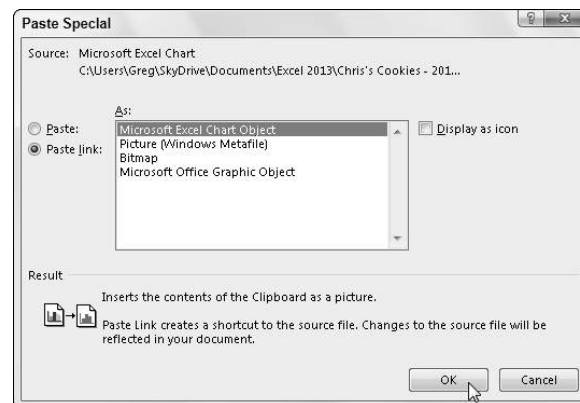 Paste Special
Source: Microsoft Excel Chart
C:\Users\Greg\SkyDrive\Documents\Excel 2013\Chris's Cookies - 201...
As:
Paste:
Paste link:
Microsoft Excel Chart Object
Picture (Windows Metafile)
Bitmap
Microsoft Office Graphic Object
Display as icon
Result
Inserts the contents of the Clipboard as a picture.
Paste Link creates a shortcut to the source file. Changes to the source file will be
reflected in your document.
OK
Cancel